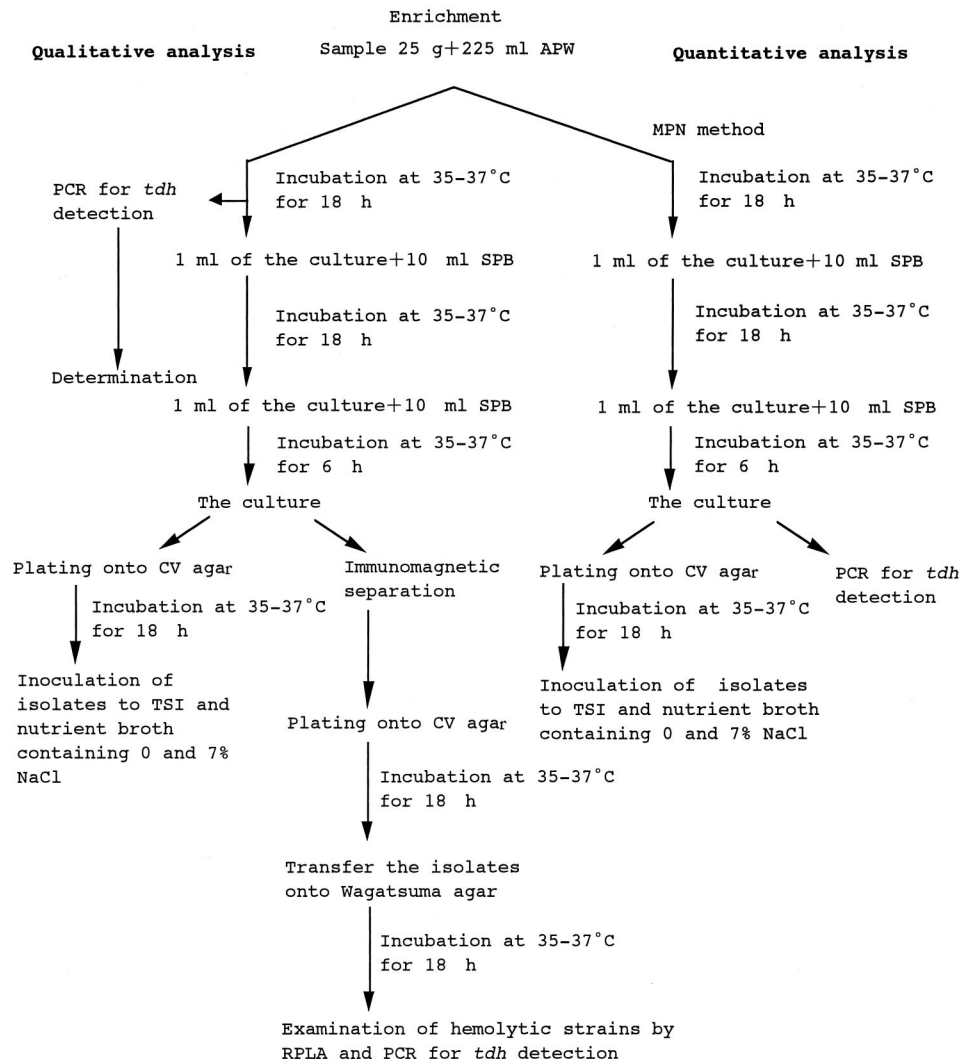 Enrichment
Sample 25 g+225 ml APW
Qualitative analysis
Quantitative analysis
MPN method
PCR for tdh
detection
Determination
Incubation at 35–37°C
for 18 h
1 ml of the culture+10 ml SPB
Incubation at 35–37°C
for 18 h
1 ml of the culture+10 ml SPB
Incubation at 35–37°C
for 6 h
The culture
Plating onto CV agar
Incubation at 35–37°C
for 18 h
Inoculation of
isolates to TSI and
nutrient broth
containing 0 and 7%
NaCl
Immunomagnetic
separation
Plating onto CV agar
Incubation at 35–37°C
for 18 h
Transfer the isolates
onto Wagatsuma agar
Incubation at 35–37°C
for 18 h
Examination of hemolytic strains by
RPLA and PCR for tdh detection
Incubation at 35–37°C
for 18 h
1 ml of the culture+10 ml SPB
Incubation at 35–37°C
for 18 h
1 ml of the culture+10 ml SPB
Incubation at 35–37°C
for 6 h
The culture
Plating onto CV agar
Incubation at 35–37°C
for 18 h
Inoculation of isolates
to TSI and nutrient broth
containing 0 and 7% NaCl
PCR for tdh
detection